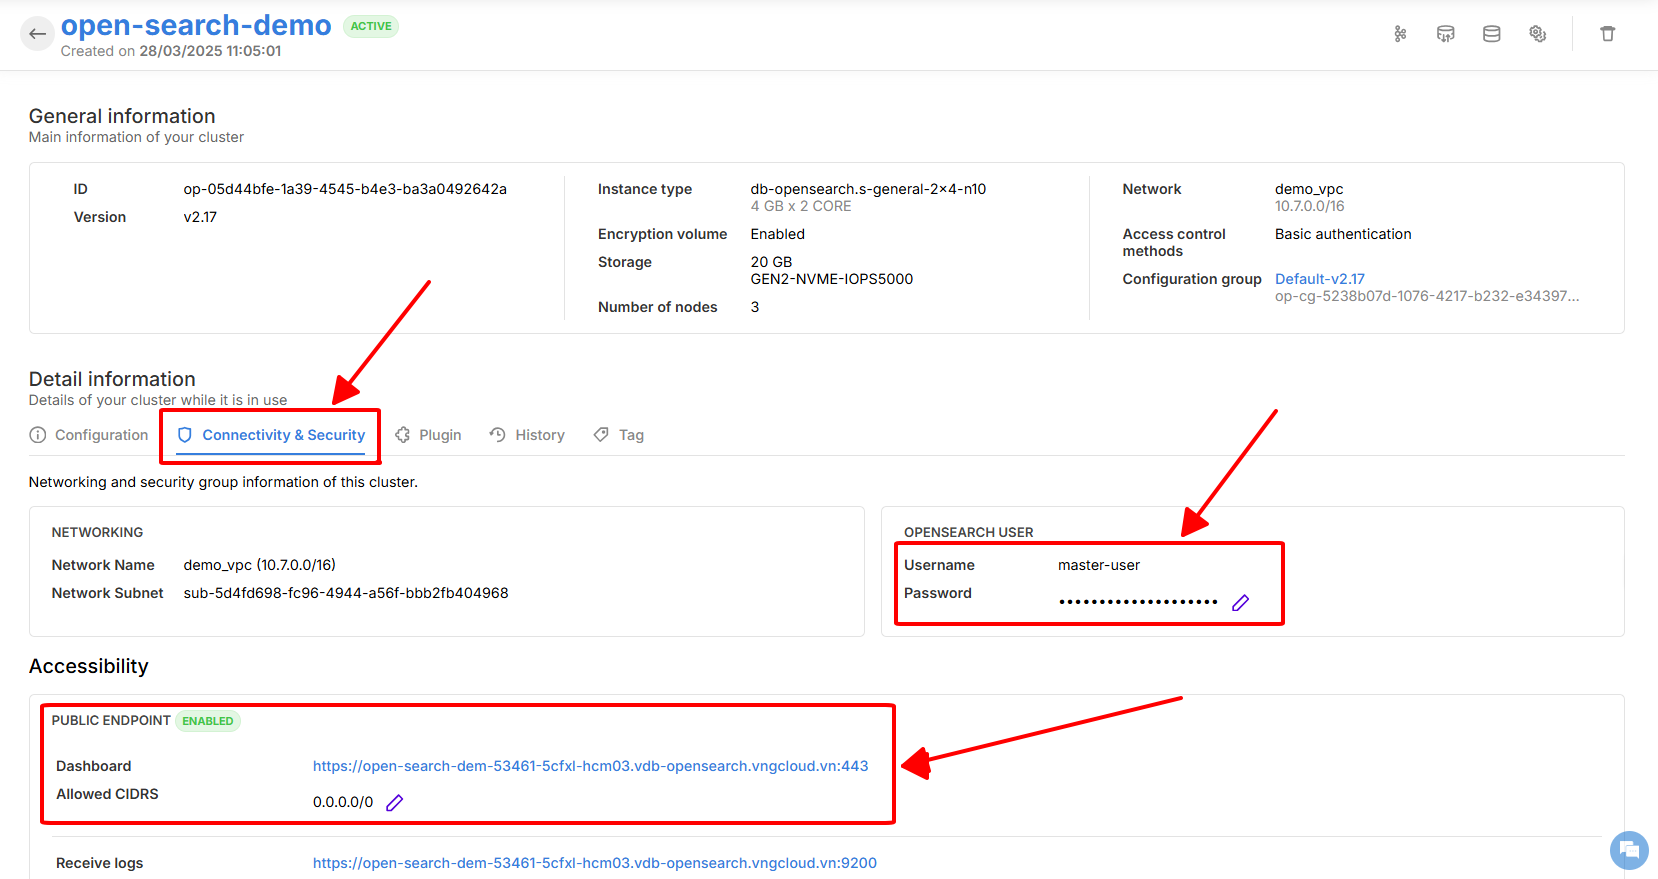 open-search-demo ACTIVE
Created on 28/03/2025 11:05:01
General information
Main information of your cluster
ID op-05d44bfe-1a39-4545-b4e3-ba3a0492642a
Version v2.17
Instance type db-opensearch.s-general-2x4-n10
4 GB x 2 CORE
Encryption volume Enabled
Storage 20 GB
GEN2-NVME-IOPS5000
Number of nodes 3
Network demo_vpc
10.7.0.0/16
Access control methods Basic authentication
Configuration group Default-v2.17
op-cg-5238b07d-1076-4217-b232-e34397...
Detail information
Details of your cluster while it is in use
Configuration Connectivity & Security Plugin History Tag
Networking and security group information of this cluster.
NETWORKING
Network Name demo_vpc (10.7.0.0/16)
Network Subnet sub-5d4fd698-fc96-4944-a56f-bbb2fb404968
OPENSEARCH USER
Username master-user
Password ••••••••••••••••••••
Accessibility
PUBLIC ENDPOINT ENABLED
Dashboard https://open-search-dem-53461-5cfxl-hcm03.vdb-opensearch.vngcloud.vn:443
Allowed CIDRS 0.0.0.0/0
Receive logs https://open-search-dem-53461-5cfxl-hcm03.vdb-opensearch.vngcloud.vn:9200